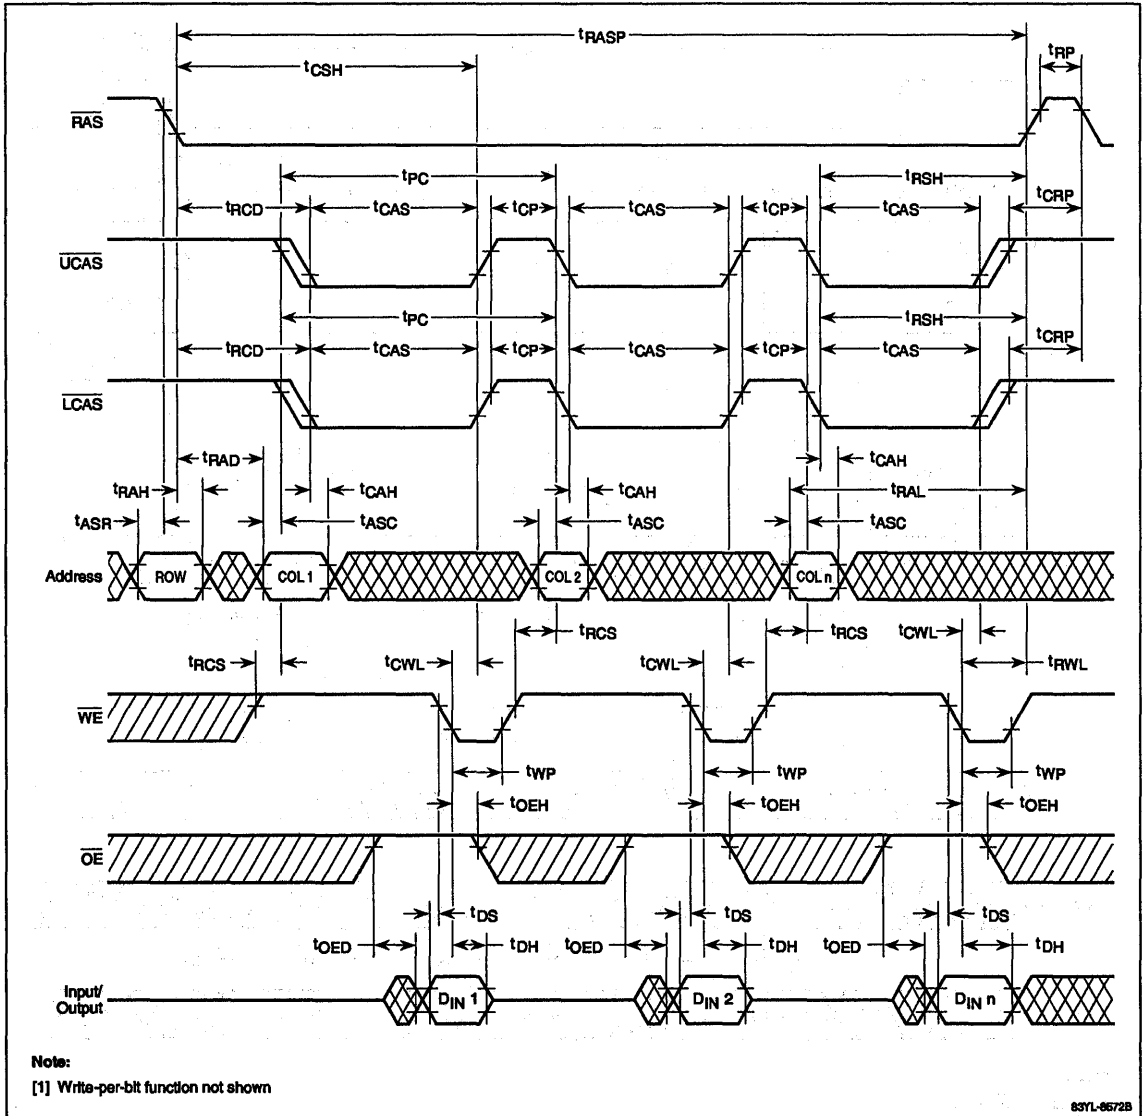 tRASP
tCSH
tRP
RAS
tPC
tRSH
tRCD
tCAS
tCP
tCAS
tCP
tCAS
tCRP
UCAS
tPC
tRSH
tRCD
tCAS
tCP
tCAS
tCP
tCAS
tCRP
LCAS
tRAD
tCAH
tRAH
tCAH
tCAH
tRAL
tASR
tASC
tASC
tASC
Address
ROW
COL 1
COL 2
COL n
tRCS
tRCS
tCWL
tRCS
tCWL
tCWL
tRWL
WE
tWP
tWP
tWP
tOEH
tOEH
tOEH
OE
tDS
tDS
tDS
tOED
tDH
tOED
tDH
tOED
tDH
Input/
Output
DIN 1
DIN 2
DIN n
Note:
[1] Write-per-bit function not shown
83YL-8572B